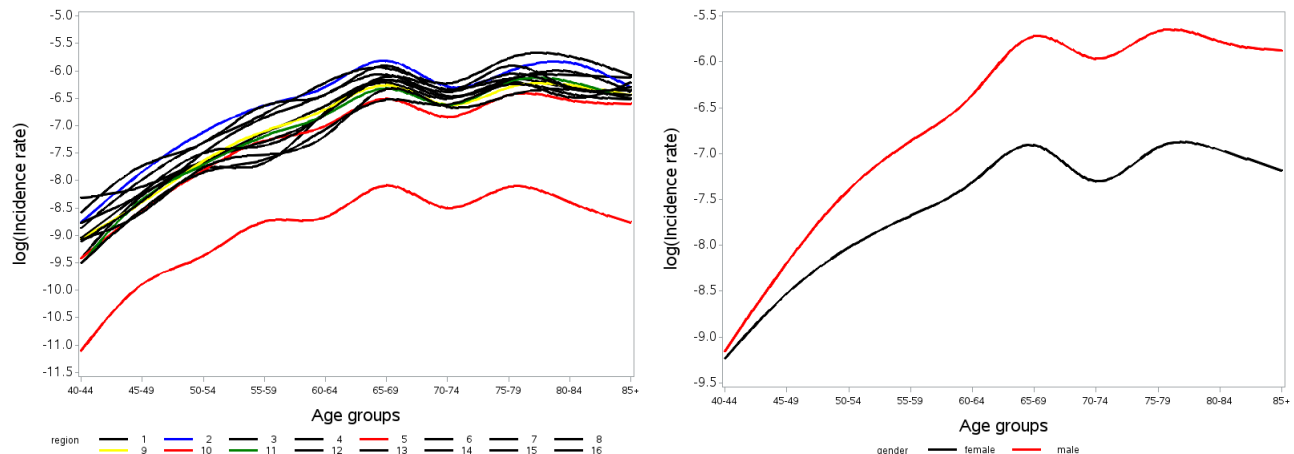 log(Incidence rate)
-5.0
-5.5
-6.0
-6.5
-7.0
-7.5
-8.0
-8.5
-9.0
-9.5
-10.0
-10.5
-11.0
-11.5
40-44 45-49 50-54 55-59 60-64 65-69 70-74 75-79 80-84 85+
Age groups
region 1 2 3 4 5 6 7 8
9 10 11 12 13 14 15 16
log(Incidence rate)
-5.5
-6.0
-6.5
-7.0
-7.5
-8.0
-8.5
-9.0
-9.5
40-44 45-49 50-54 55-59 60-64 65-69 70-74 75-79 80-84 85+
Age groups
gender female male